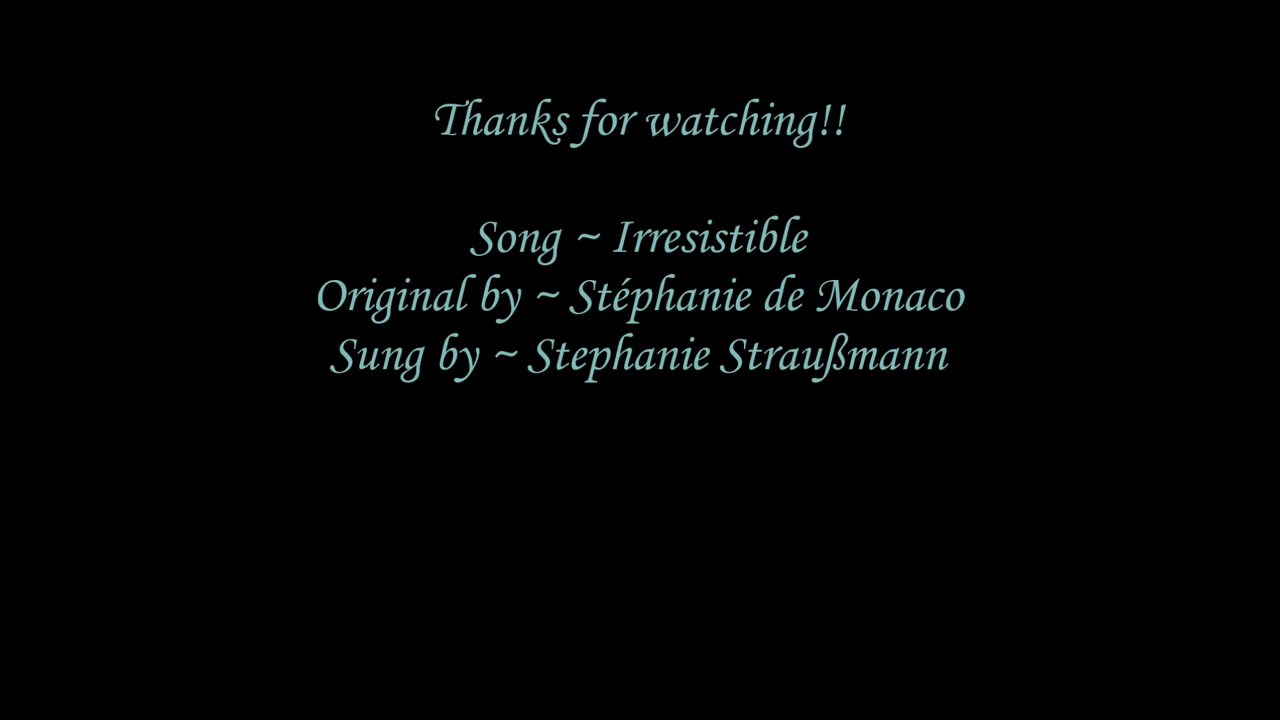 Thanks for watching!!
Song ~ Irresistible
Original by ~ Stéphanie de Monaco
Sung by ~ Stephanie Straußmann